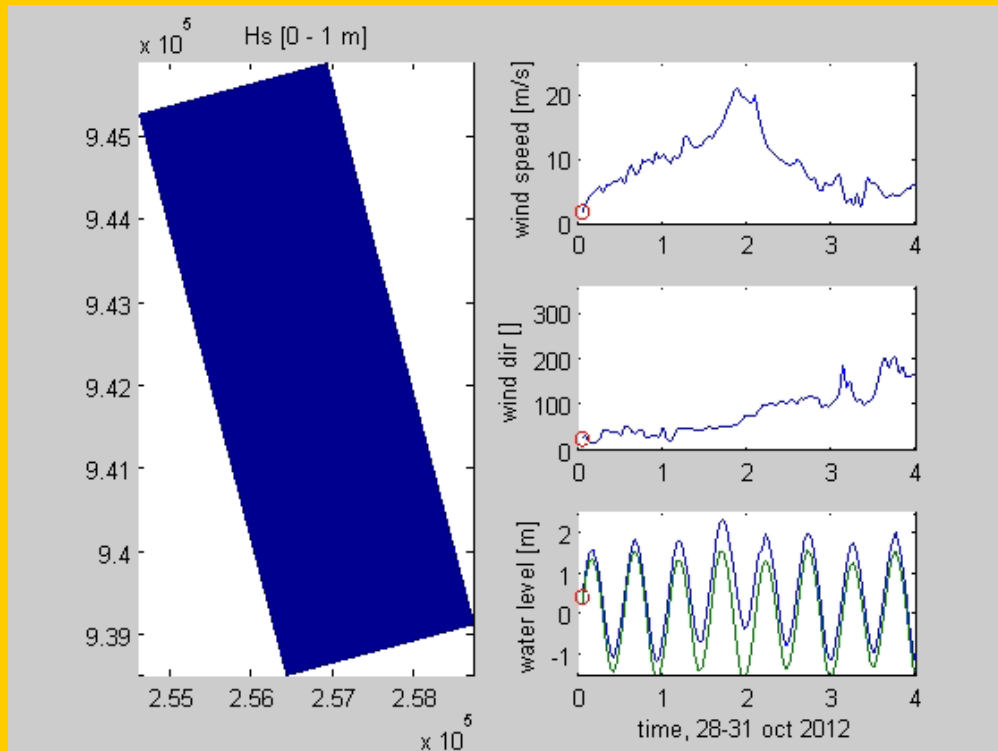 x 10^5
Hs [0 - 1 m]
9.45
9.44
9.43
9.42
9.41
9.4
9.39
2.55 2.56 2.57 2.58
x 10^5
wind speed [m/s]
20
10
0
0 1 2 3 4
wind dir []
300
200
100
0
0 1 2 3 4
water level [m]
2
1
0
-1
0 1 2 3 4
time, 28-31 oct 2012